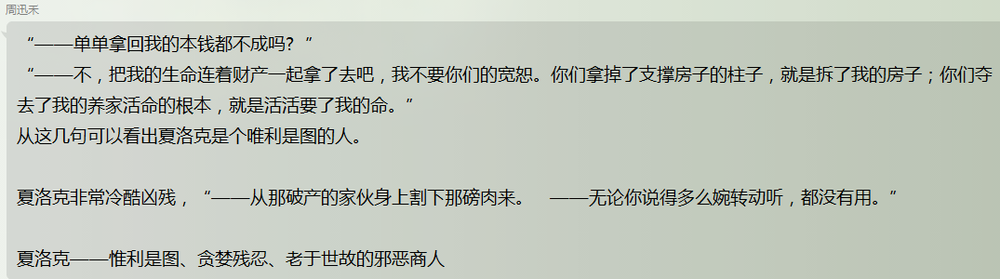 周迅禾
“——单单拿回我的本钱都不成吗？”
“——不，把我的生命连着财产一起拿了去吧，我不要你们的宽恕。你们拿掉了支撑房子的柱子，就是拆了我的房子；你们夺
去了我的养家活命的根本，就是活活要了我的命。”
从这几句可以看出夏洛克是个唯利是图的人。
夏洛克非常冷酷凶残，“——从那破产的家伙身上割下那磅肉来。 ——无论你说得多么婉转动听，都没有用。”
夏洛克——惟利是图、贪婪残忍、老于世故的邪恶商人